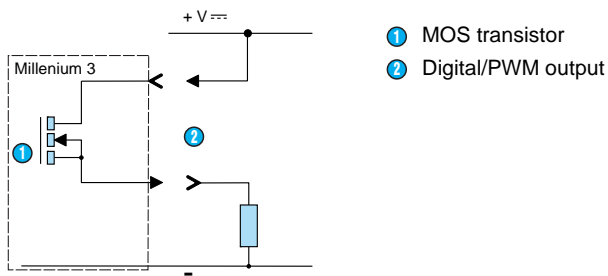 + V ⎓
Millenium 3
1
2
-
1 MOS transistor
2 Digital/PWM output